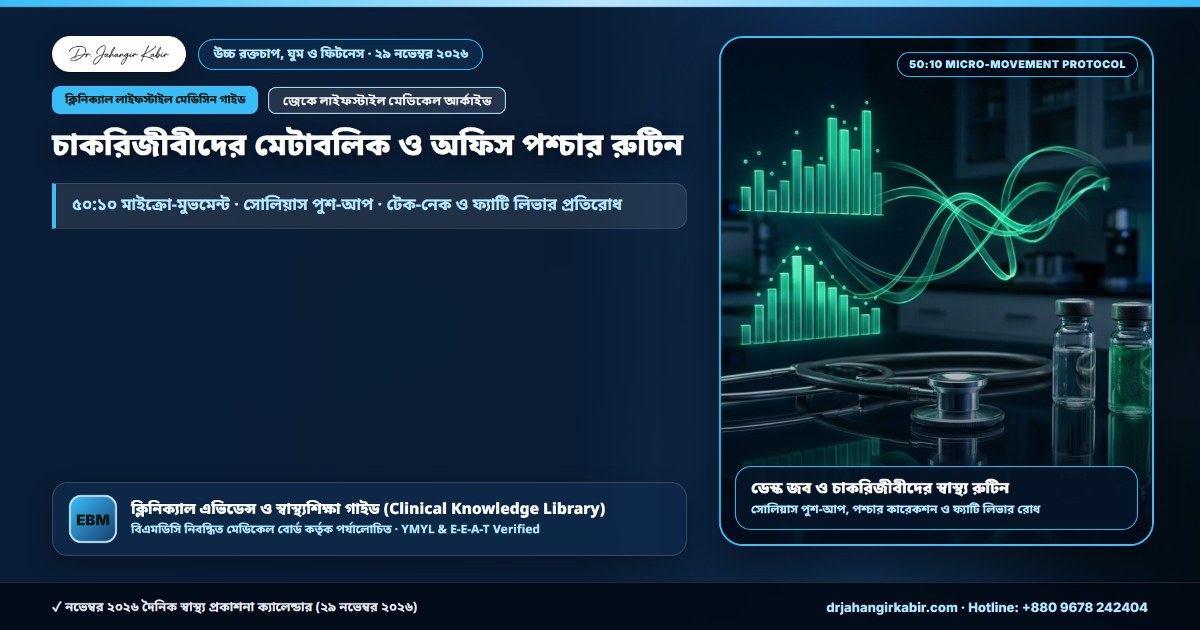 Dr. Jahangir Kabir
উচ্চ রক্তচাপ, ঘুম ও ফিটনেস · ২৯ নভেম্বর ২০২৬
ক্লিনিক্যাল লাইফস্টাইল মেডিসিন গাইড
জেকে লাইফস্টাইল মেডিকেল আর্কাইভ
চাকরিজীবীদের মেটাবলিক ও অফিস পশ্চার রুটিন
৫০:১০ মাইক্রো-মুভমেন্ট · সোলিয়াস পুশ-আপ · টেক-নেক ও ফ্যাটি লিভার প্রতিরোধ
50:10 MICRO-MOVEMENT PROTOCOL
ডেস্ক জব ও চাকরিজীবীদের স্বাস্থ্য রুটিন
সোলিয়াস পুশ-আপ, পশ্চার কারেকশন ও ফ্যাটি লিভার রোধ
EBM
ক্লিনিক্যাল এভিডেন্স ও স্বাস্থ্যশিক্ষা গাইড (Clinical Knowledge Library)
বিএমডিসি নিবন্ধিত মেডিকেল বোর্ড কর্তৃক পর্যালোচিত · YMYL & E-E-A-T Verified
✓ নভেম্বর ২০২৬ দৈনিক স্বাস্থ্য প্রকাশনা ক্যালেন্ডার (২৯ নভেম্বর ২০২৬)
drjahangirkabir.com · Hotline: +880 9678 242404